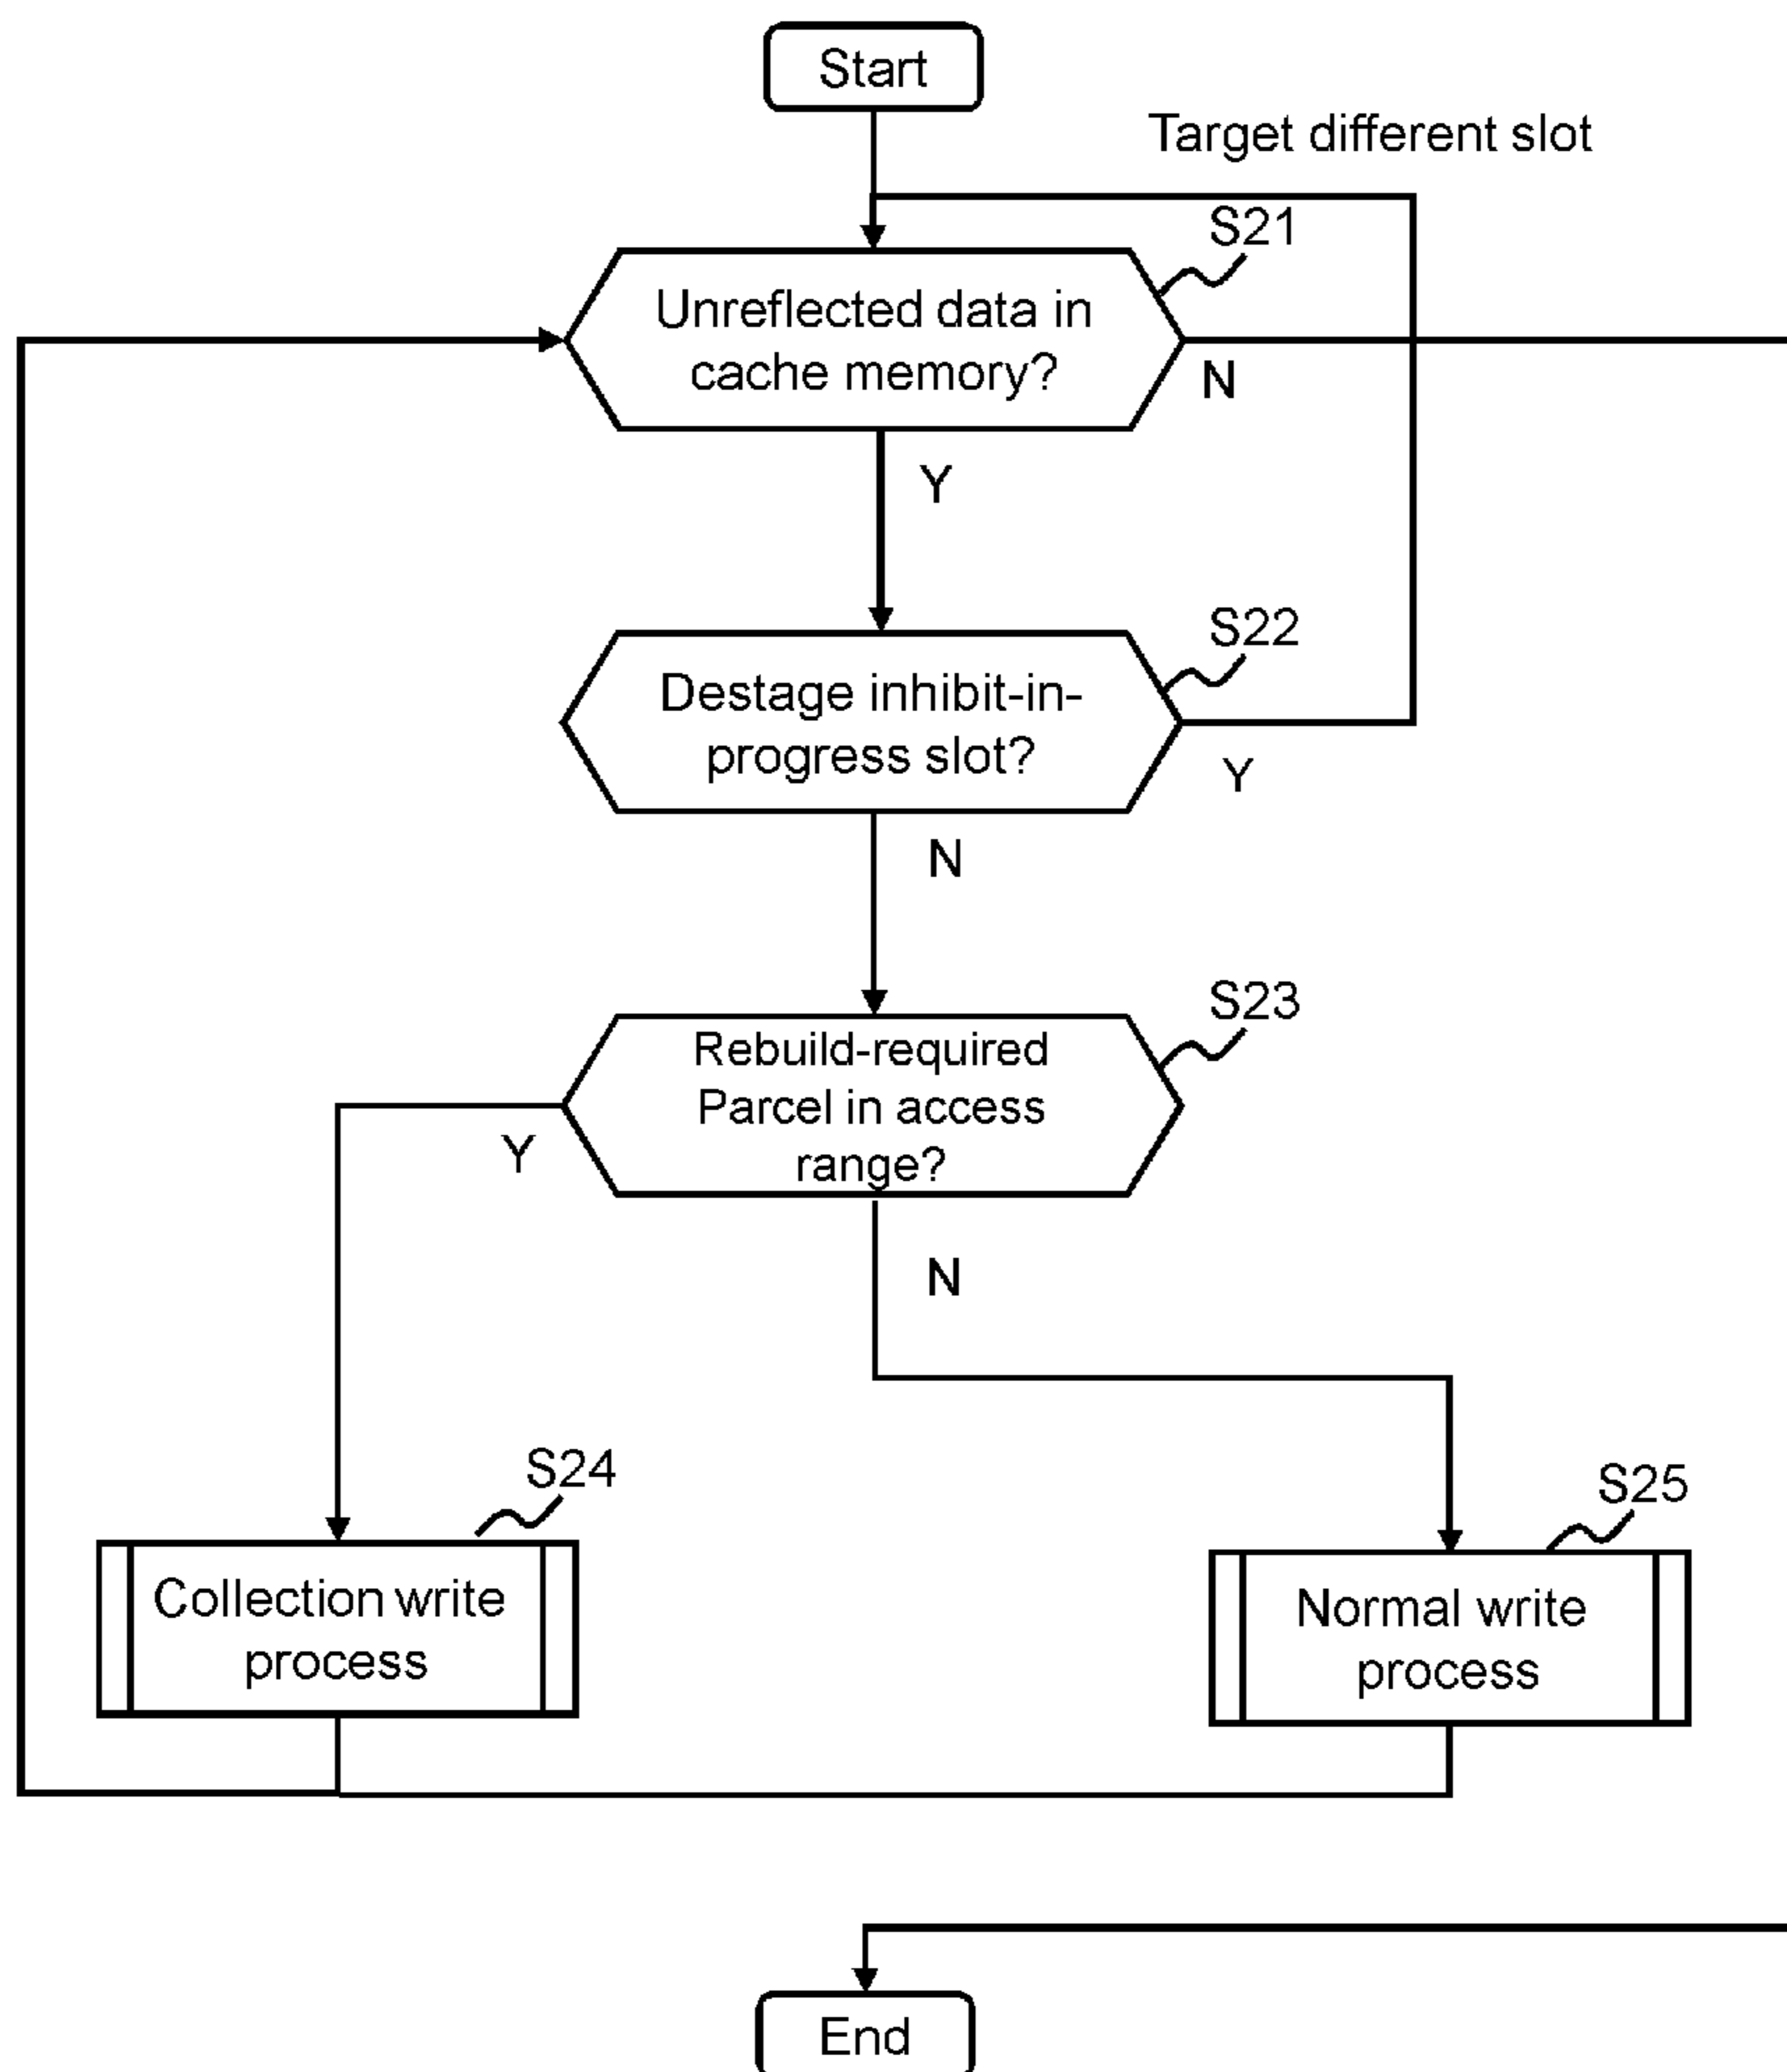 Start
Target different slot
S21
Unreflected data in
cache memory?
N
Y
S22
Destage inhibit-in-
progress slot?
Y
N
S23
Rebuild-required
Parcel in access
range?
Y
N
S24
S25
Collection write
process
Normal write
process
End